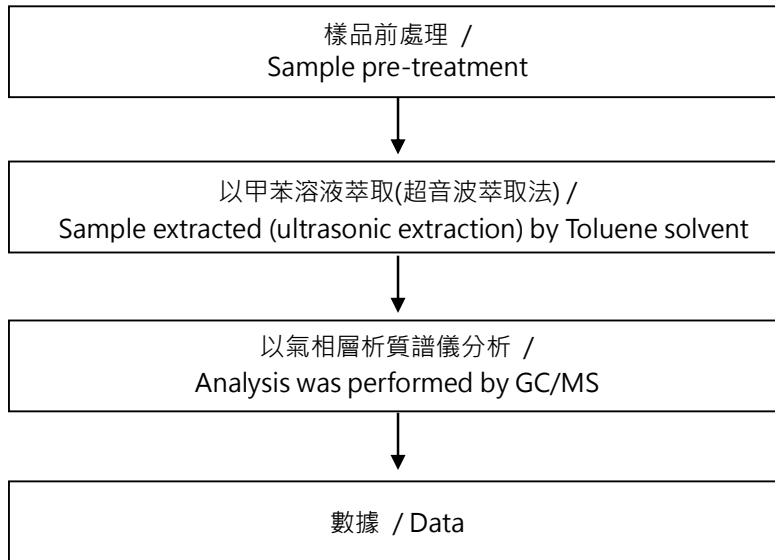 樣品前處理 /
Sample pre-treatment
以甲苯溶液萃取(超音波萃取法) /
Sample extracted (ultrasonic extraction) by Toluene solvent
以氣相層析質譜儀分析 /
Analysis was performed by GC/MS
數據 / Data